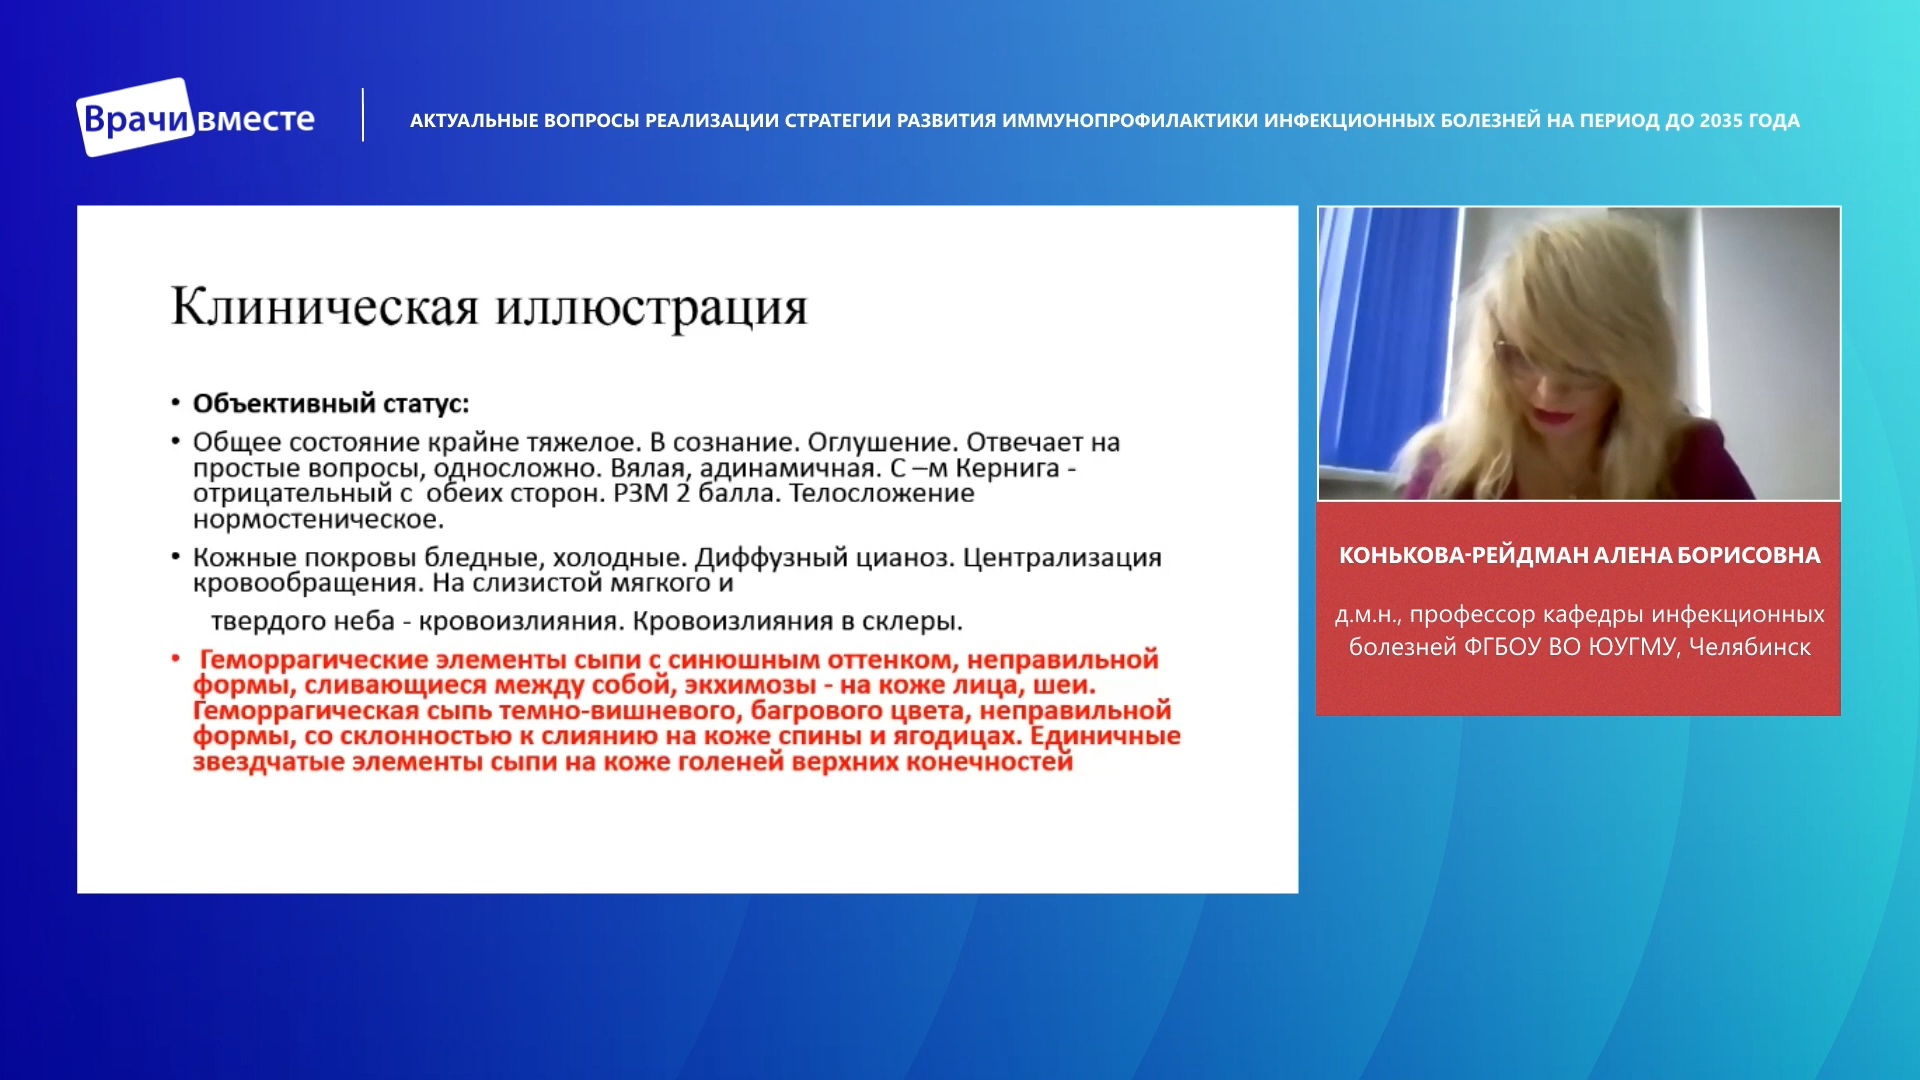 Врачи вместе
АКТУАЛЬНЫЕ ВОПРОСЫ РЕАЛИЗАЦИИ СТРАТЕГИИ РАЗВИТИЯ ИММУНОПРОФИЛАКТИКИ ИНФЕКЦИОННЫХ БОЛЕЗНЕЙ НА ПЕРИОД ДО 2035 ГОДА
Клиническая иллюстрация
• Объективный статус:
• Общее состояние крайне тяжелое. В сознание. Оглушение. Отвечает на
простые вопросы, односложно. Вялая, адинамичная. С –м Кернига -
отрицательный с обеих сторон. РЗМ 2 балла. Телосложение
нормостеническое.
• Кожные покровы бледные, холодные. Диффузный цианоз. Централизация
кровообращения. На слизистой мягкого и
твердого неба - кровоизлияния. Кровоизлияния в склеры.
• Геморрагические элементы сыпи с синюшным оттенком, неправильной
формы, сливающиеся между собой, экхимозы - на коже лица, шеи.
Геморрагическая сыпь темно-вишневого, багрового цвета, неправильной
формы, со склонностью к слиянию на коже спины и ягодицах. Единичные
звездчатые элементы сыпи на коже голеней верхних конечностей
КОНЬКОВА-РЕЙДМАН АЛЕНА БОРИСОВНА
д.м.н., профессор кафедры инфекционных
болезней ФГБОУ ВО ЮУГМУ, Челябинск